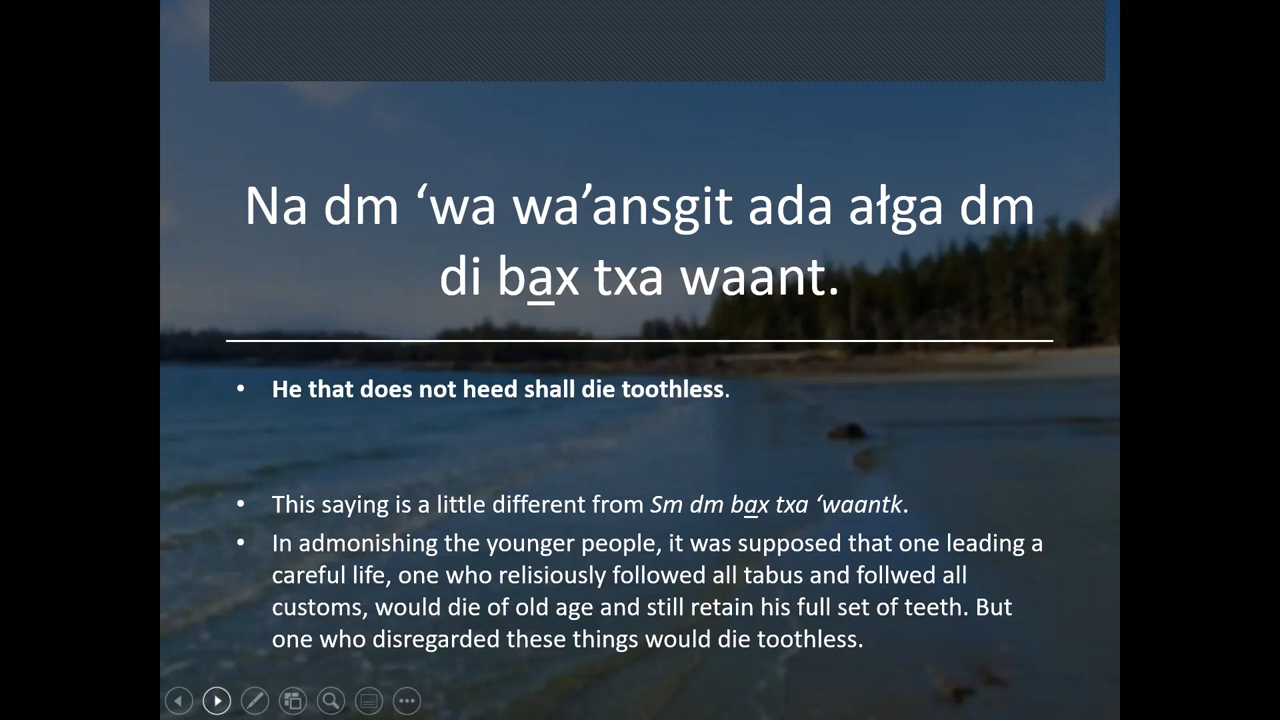 Na dm ‘wa wa’ansgit ada ałga dm
di ba̱x txa waant.
• He that does not heed shall die toothless.
• This saying is a little different from Sm dm ba̱x txa ‘waantk.
• In admonishing the younger people, it was supposed that one leading a
careful life, one who relisiously followed all tabus and follwed all
customs, would die of old age and still retain his full set of teeth. But
one who disregarded these things would die toothless.